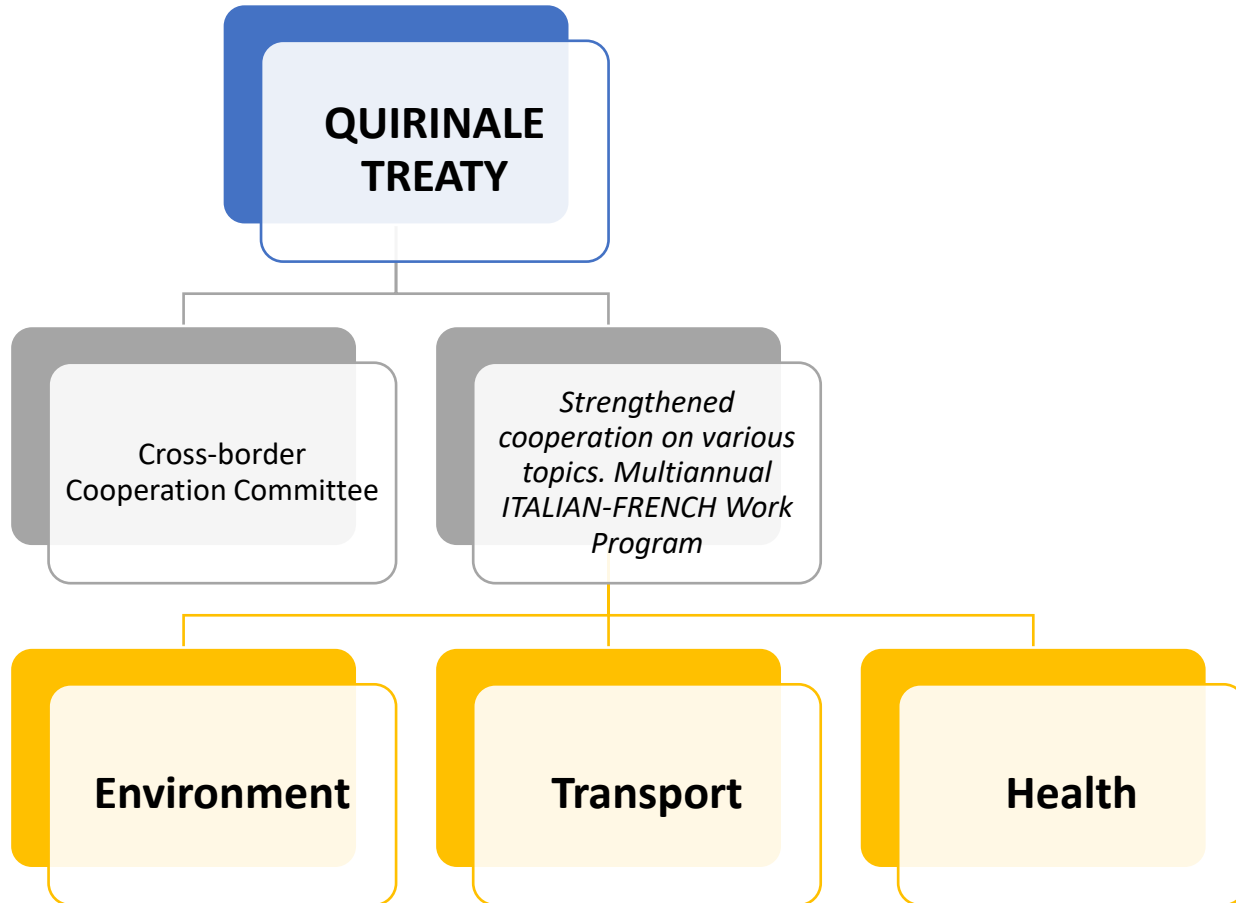 QUIRINALE
TREATY
Cross-border
Cooperation Committee
Strengthened
cooperation on various
topics. Multiannual
ITALIAN-FRENCH Work
Program
Environment
Transport
Health